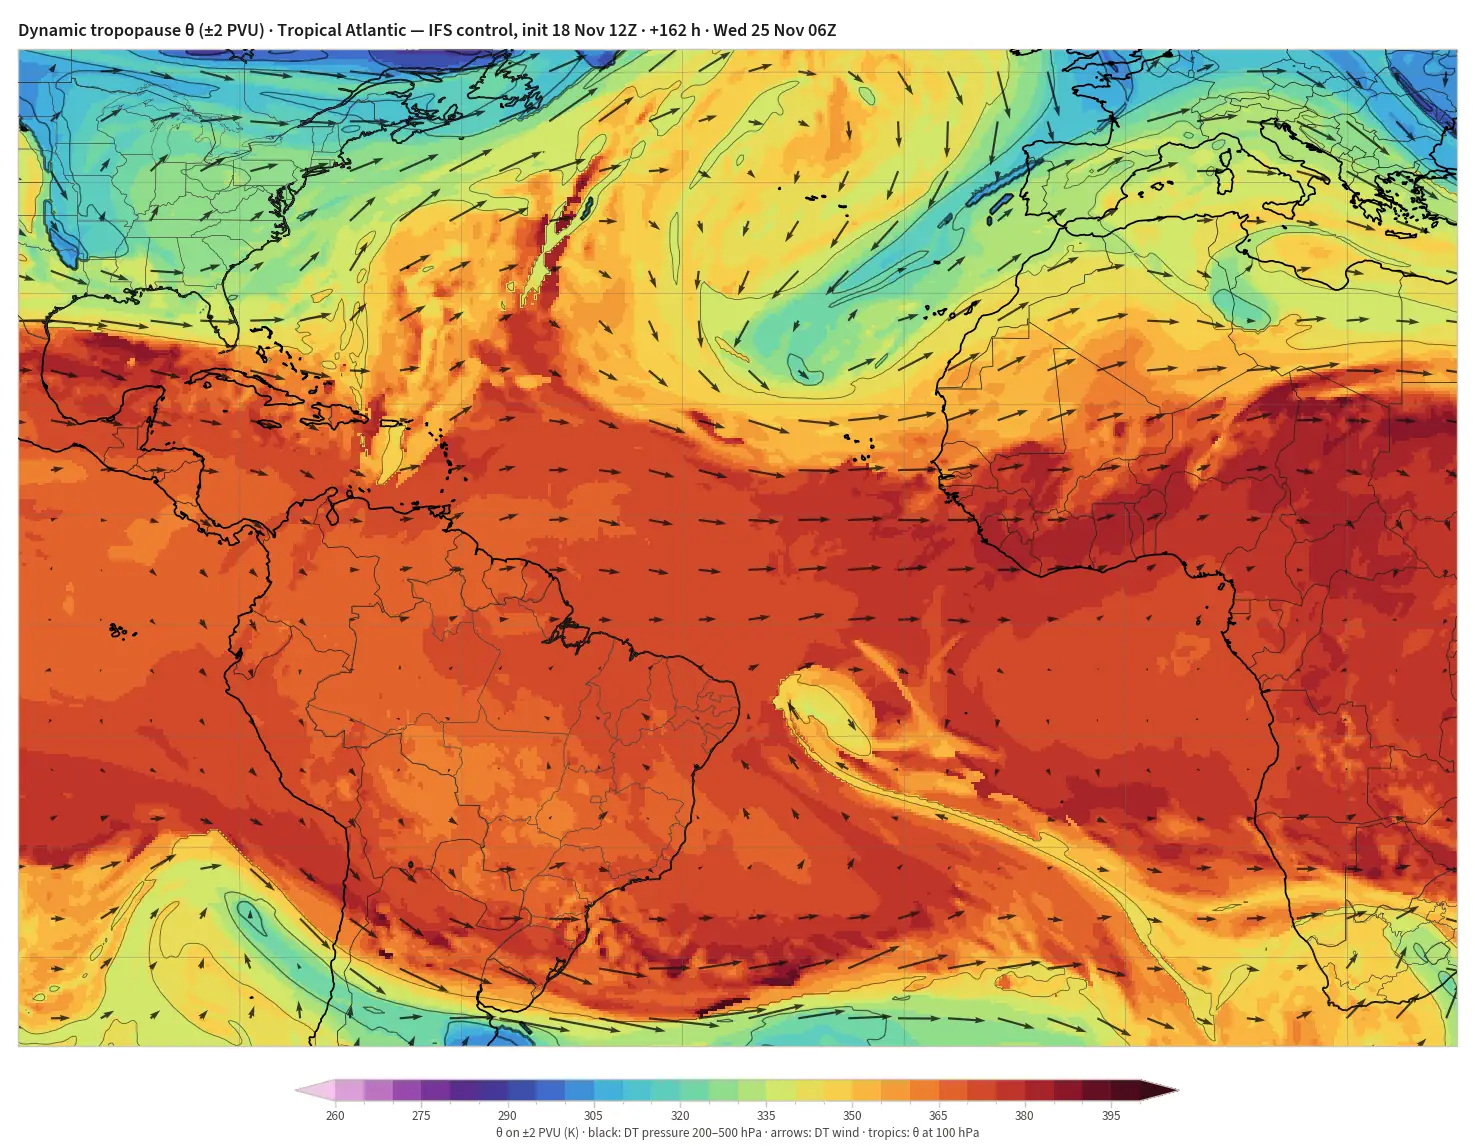 Dynamic tropopause θ (±2 PVU) · Tropical Atlantic — IFS control, init 18 Nov 12Z · +162 h · Wed 25 Nov 06Z
260 275 290 305 320 335 350 365 380 395
θ on ±2 PVU (K) · black: DT pressure 200–500 hPa · arrows: DT wind · tropics: θ at 100 hPa